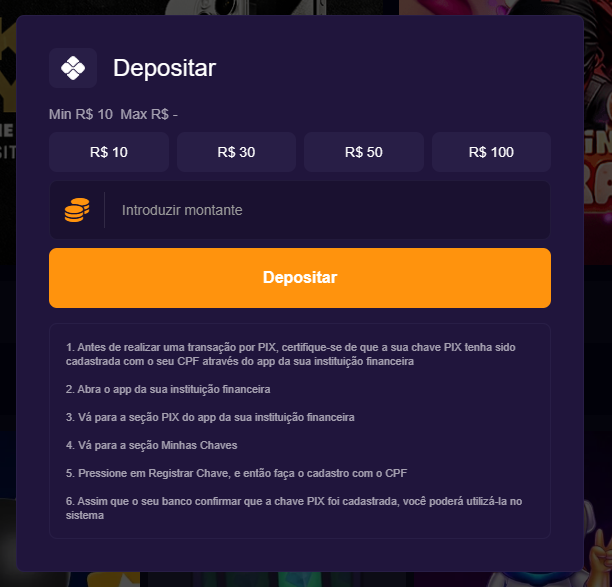 Depositar
Min R$ 10 Max R$ -
R$ 10
R$ 30
R$ 50
R$ 100
Introduzir montante
Depositar
1. Antes de realizar uma transação por PIX, certifique-se de que a sua chave PIX tenha sido
cadastrada com o seu CPF através do app da sua instituição financeira
2. Abra o app da sua instituição financeira
3. Vá para a seção PIX do app da sua instituição financeira
4. Vá para a seção Minhas Chaves
5. Pressione em Registrar Chave, e então faça o cadastro com o CPF
6. Assim que o seu banco confirmar que a chave PIX foi cadastrada, você poderá utilizá-la no
sistema